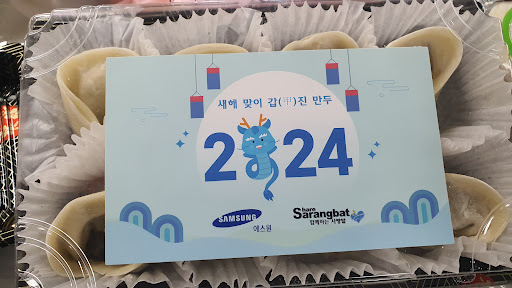 새해 맞이 갑(甲)진 만두
2024
SAMSUNG
에스원
Share
Sarangbat
함께하는 사랑밭